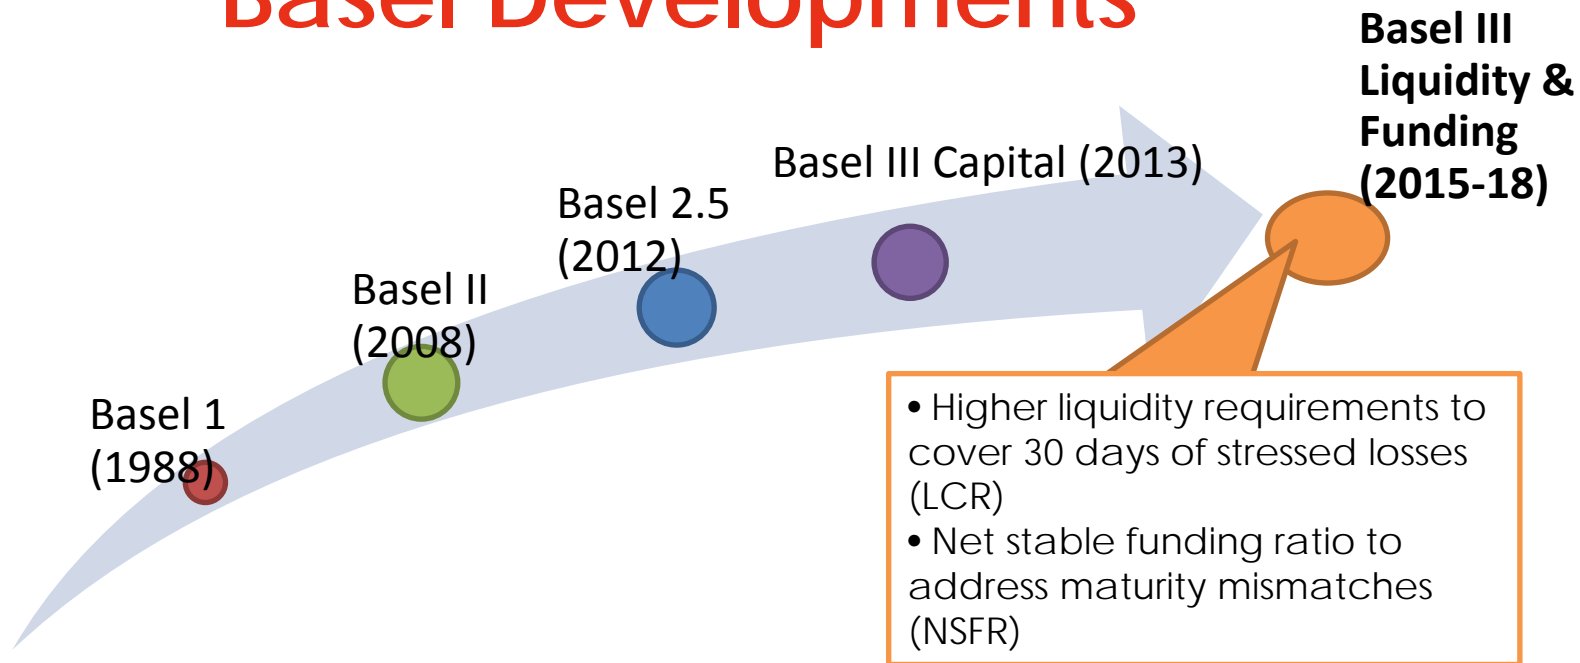 Basel Developments
Basel III
Liquidity &
Funding
(2015-18)
Basel III Capital (2013)
Basel 2.5
(2012)
Basel II
(2008)
Basel 1
(1988)
• Higher liquidity requirements to
cover 30 days of stressed losses
(LCR)
• Net stable funding ratio to
address maturity mismatches
(NSFR)